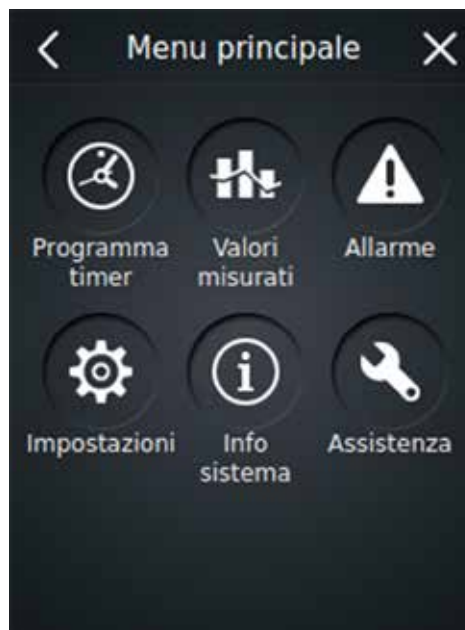 Menu principale
Programma
timer
Valori
misurati
Allarme
Impostazioni
Info
sistema
Assistenza